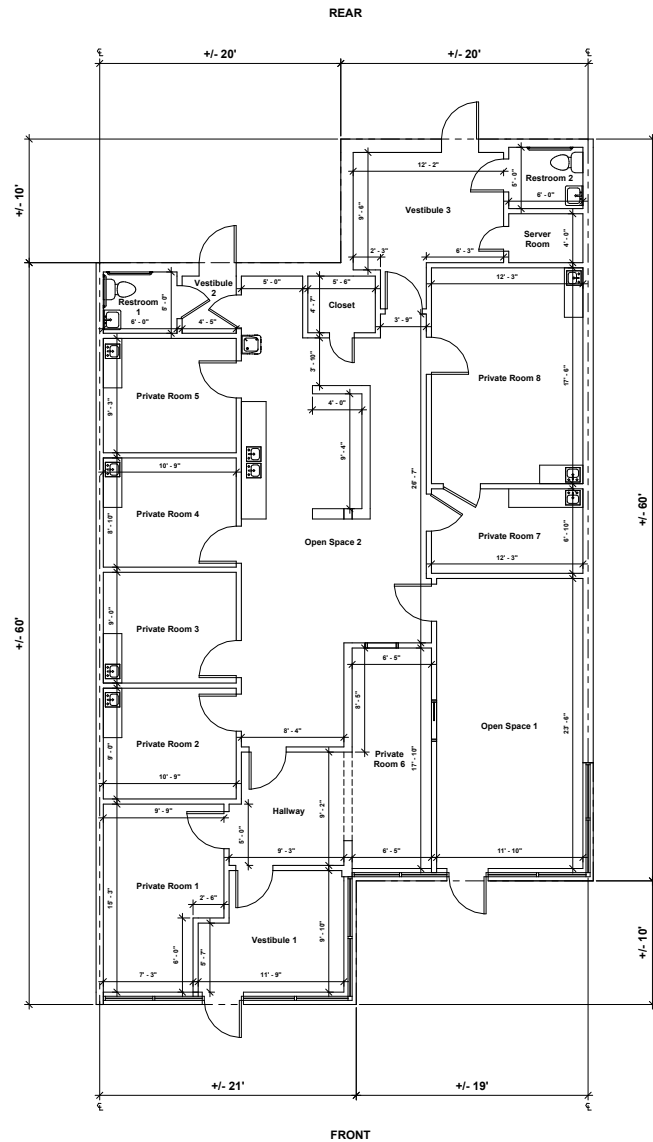 REAR
℄
℄
+/- 20'
+/- 20'
+/- 10'
12' - 2"
Restroom 2
5' - 0"
6' - 0"
Vestibule 3
9' - 6"
Server
Room
4' - 0"
2' - 3"
6' - 3"
Vestibule
2
5' - 0"
5' - 6"
12' - 3"
Restroom
1
5' - 0"
6' - 0"
4' - 5"
4' - 7"
Closet
3' - 9"
3' - 10"
Private Room 5
9' - 3"
Private Room 8
17' - 6"
4' - 0"
9' - 4"
10' - 9"
26' - 7"
Private Room 4
8' - 10"
Open Space 2
Private Room 7
6' - 10"
12' - 3"
+/- 60'
+/- 60'
9' - 0"
Private Room 3
6' - 5"
8' - 5"
Open Space 1
23' - 6"
8' - 4"
Private Room 2
9' - 0"
Private
Room
6
17' - 10"
10' - 9"
9' - 9"
Hallway
9' - 2"
5' - 0"
9' - 3"
6' - 5"
11' - 10"
Private Room 1
15' - 3"
2' - 6"
6' - 0"
5' - 7"
Vestibule 1
9' - 10"
+/- 10'
7' - 3"
11' - 9"
+/- 21'
+/- 19'
℄
℄
FRONT